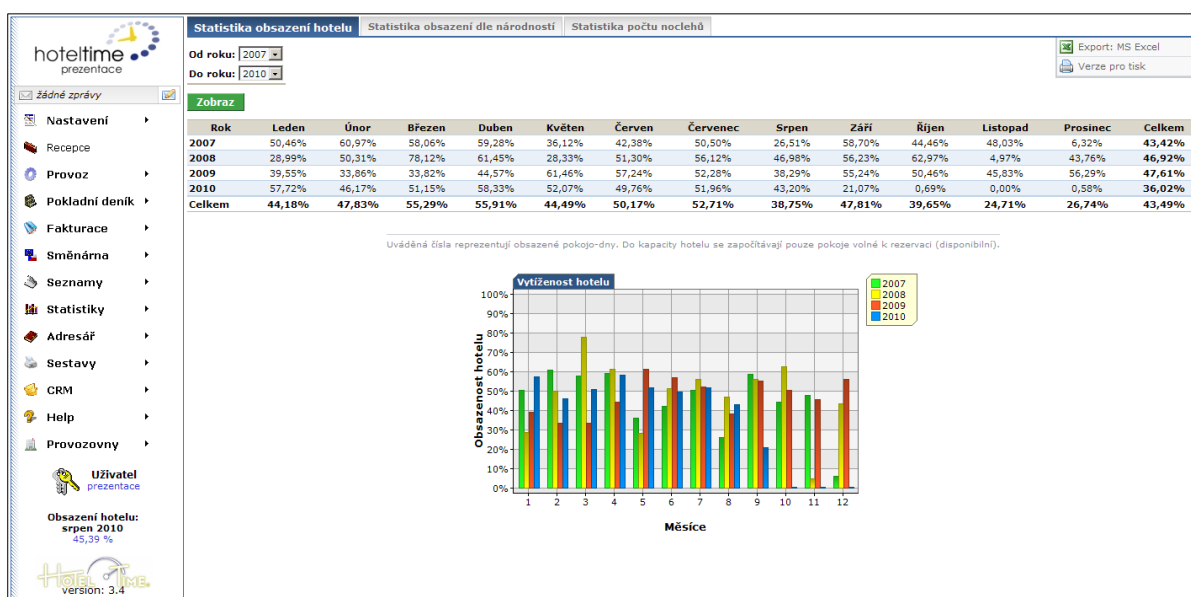 hoteltime
prezentace
žádné zprávy
Nastavení
Recepce
Provoz
Pokladní deník
Fakturace
Směnárna
Seznamy
Statistiky
Adresář
Sestavy
CRM
Help
Provozovny
Uživatel
prezentace
Obsazení hotelu:
srpen 2010
45,39 %
HOTEL TIME.
version: 3.4
Statistika obsazení hotelu Statistika obsazení dle národností Statistika počtu noclehů
Od roku: 2007
Do roku: 2010
Export: MS Excel
Verze pro tisk
Zobraz
Rok Leden Únor Březen Duben Květen Červen Červenec Srpen Září Říjen Listopad Prosinec Celkem
2007 50,46% 60,97% 58,06% 59,28% 36,12% 42,38% 50,50% 26,51% 58,70% 44,46% 48,03% 6,32% 43,42%
2008 28,99% 50,31% 78,12% 61,45% 28,33% 51,30% 56,12% 46,98% 56,23% 62,97% 4,97% 43,76% 46,92%
2009 39,55% 33,86% 33,82% 44,57% 61,46% 57,24% 52,28% 38,29% 55,24% 50,46% 45,83% 56,29% 47,61%
2010 57,72% 46,17% 51,15% 58,33% 52,07% 49,76% 51,96% 43,20% 21,07% 0,69% 0,00% 0,58% 36,02%
Celkem 44,18% 47,83% 55,29% 55,91% 44,49% 50,17% 52,71% 38,75% 47,81% 39,65% 24,71% 26,74% 43,49%
Uváděná čísla reprezentují obsazené pokojo-dny. Do kapacity hotelu se započítávají pouze pokoje volné k rezervaci (disponibilní).
Vytíženost hotelu
2007
2008
2009
2010
Obsazenost hotelu
100%
90%
80%
70%
60%
50%
40%
30%
20%
10%
0%
1 2 3 4 5 6 7 8 9 10 11 12
Měsíce